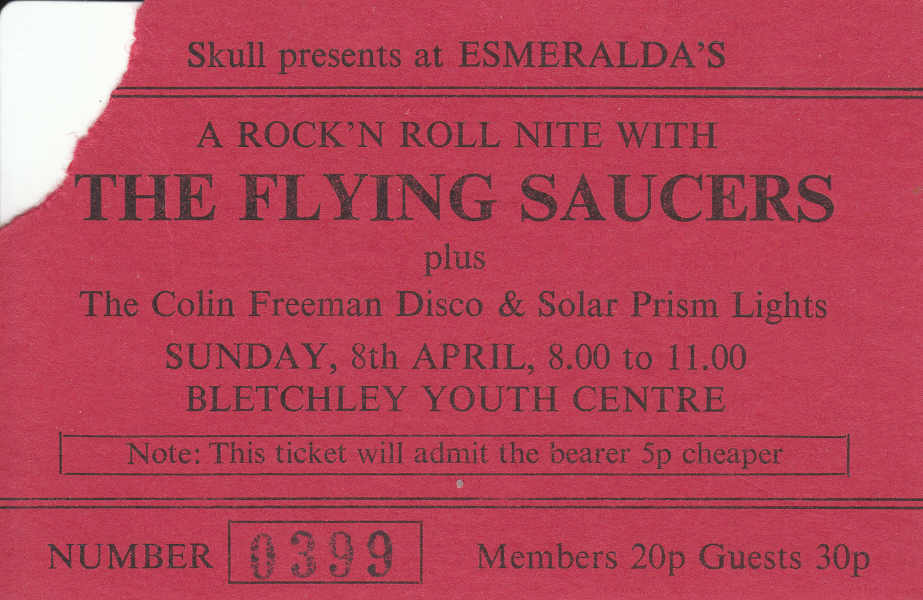 Skull presents at ESMERALDA'S
A ROCK'N ROLL NITE WITH
THE FLYING SAUCERS
plus
The Colin Freeman Disco & Solar Prism Lights
SUNDAY, 8th APRIL, 8.00 to 11.00
BLETCHLEY YOUTH CENTRE
Note: This ticket will admit the bearer 5p cheaper
NUMBER 0399 Members 20p Guests 30p